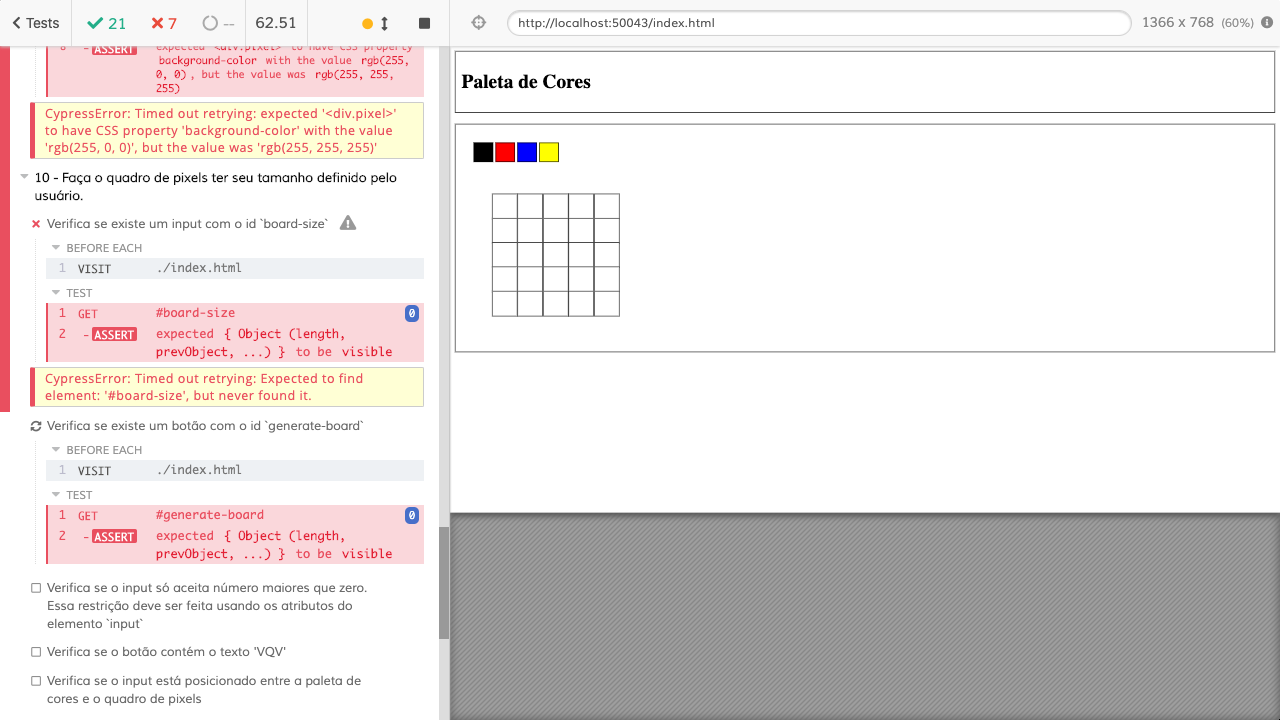 Tests 21 7 -- 62.51
http://localhost:50043/index.html 1366 x 768 (60%)
8 - ASSERT expected <div.pixel> to have CSS property
background-color with the value rgb(255,
0, 0), but the value was rgb(255, 255,
255)
CypressError: Timed out retrying: expected '<div.pixel>'
to have CSS property 'background-color' with the value
'rgb(255, 0, 0)', but the value was 'rgb(255, 255, 255)'
10 - Faça o quadro de pixels ter seu tamanho definido pelo
usuário.
Verifica se existe um input com o id `board-size`
BEFORE EACH
1 VISIT ./index.html
TEST
1 GET #board-size 0
2 - ASSERT expected { Object (length,
prevObject, ...) } to be visible
CypressError: Timed out retrying: Expected to find
element: '#board-size', but never found it.
Verifica se existe um botão com o id `generate-board`
BEFORE EACH
1 VISIT ./index.html
TEST
1 GET #generate-board 0
2 - ASSERT expected { Object (length,
prevObject, ...) } to be visible
Verifica se o input só aceita número maiores que zero.
Essa restrição deve ser feita usando os atributos do
elemento `input`
Verifica se o botão contém o texto 'VQV'
Verifica se o input está posicionado entre a paleta de
cores e o quadro de pixels
Paleta de Cores